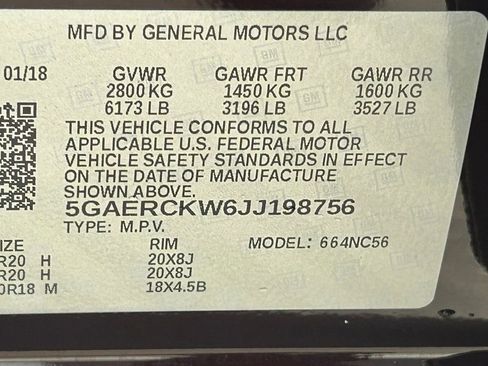 MFD BY GENERAL MOTORS LLC
01/18 GVWR GAWR FRT GAWR RR
2800 KG 1450 KG 1600 KG
6173 LB 3196 LB 3527 LB
THIS VEHICLE CONFORMS TO ALL
APPLICABLE U.S. FEDERAL MOTOR
VEHICLE SAFETY STANDARDS IN EFFECT
ON THE DATE OF MANUFACTURE
SHOWN ABOVE.
5GAERCKW6JJ198756
TYPE: M.P.V. MODEL: 664NC56
IZE RIM
R20 H 20X8J
R20 H 20X8J
0R18 M 18X4.5B